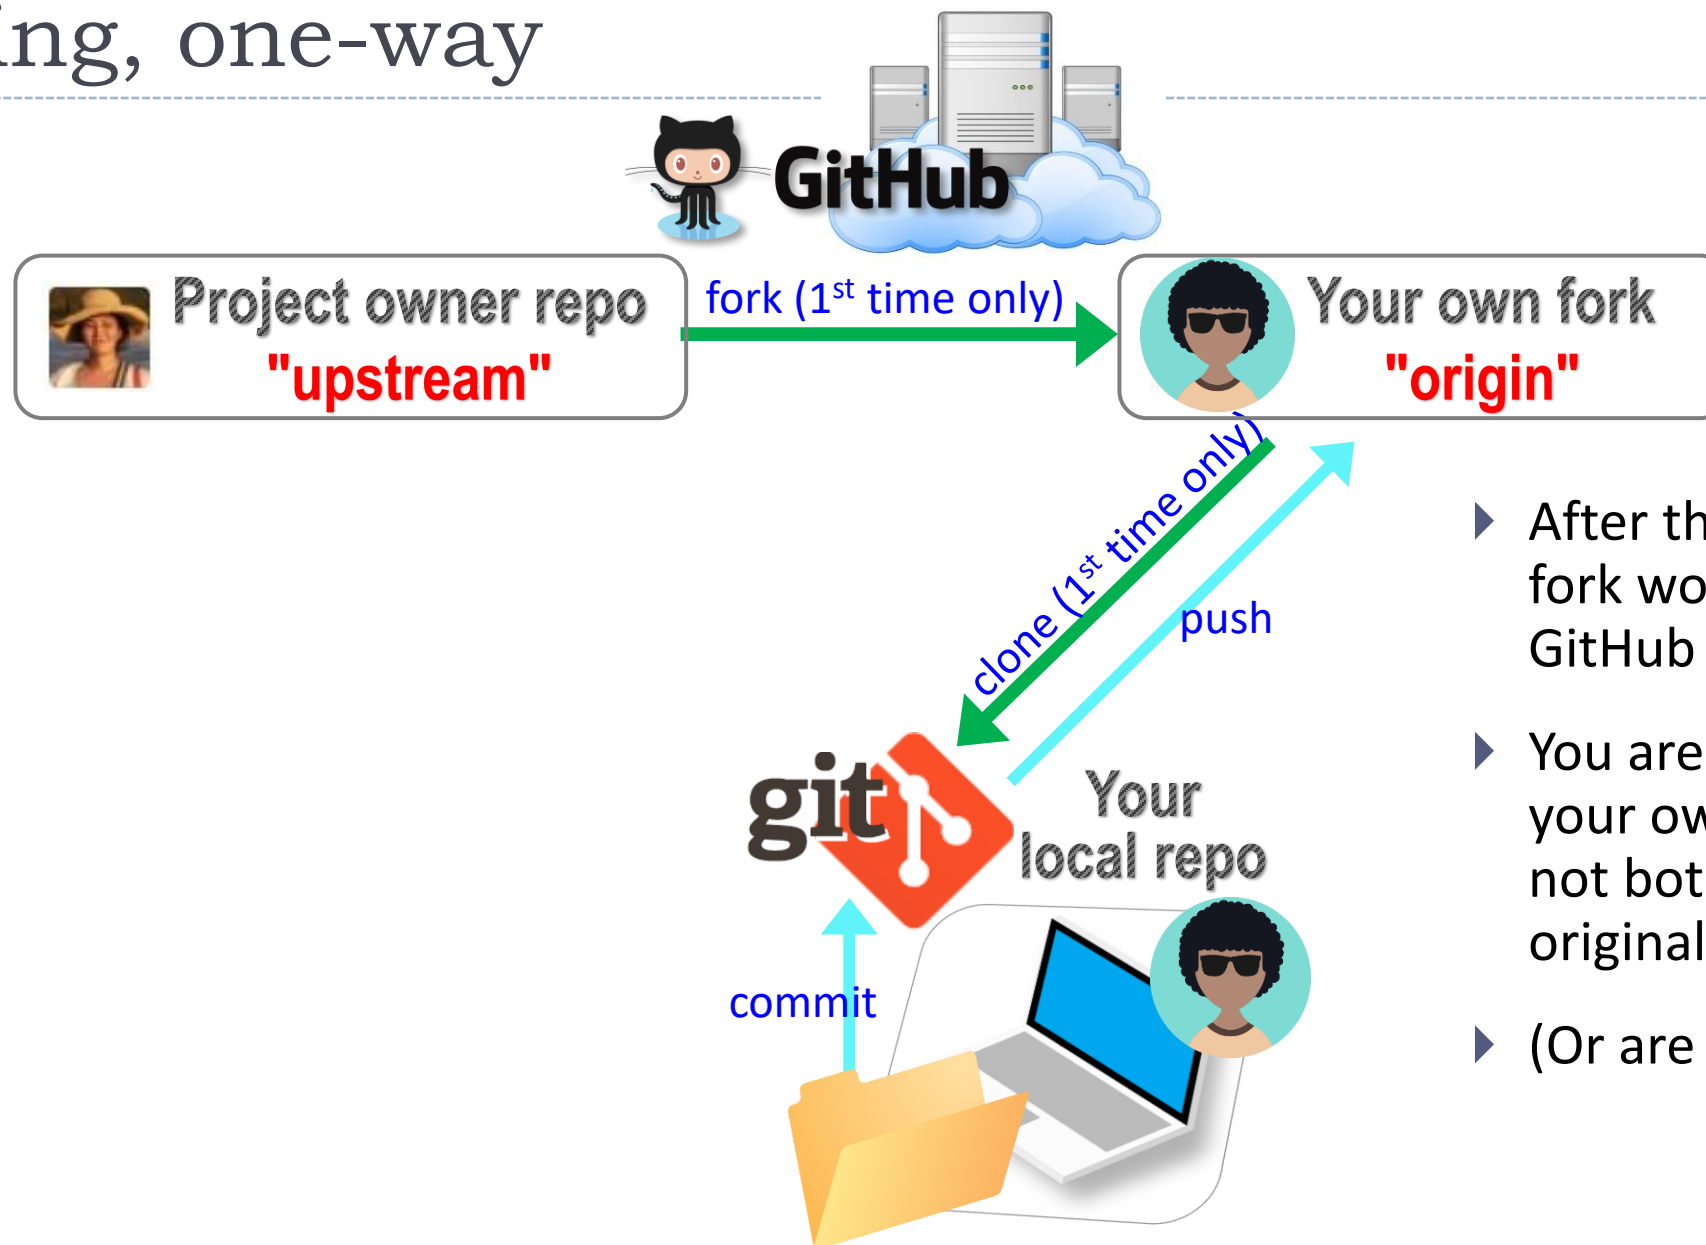 ing, one-way
GitHub
Project owner repo
"upstream"
fork (1st time only)
Your own fork
"origin"
clone (1st time only)
push
After th
fork wo
GitHub
You are
your ow
not bot
original
(Or are
git
Your
local repo
commit